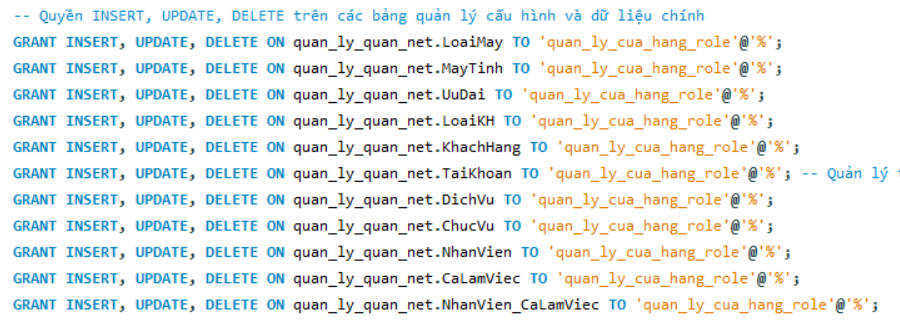 -- Quyền INSERT, UPDATE, DELETE trên các bảng quản lý cấu hình và dữ liệu chính
GRANT INSERT, UPDATE, DELETE ON quan_ly_quan_net.LoaiMay TO 'quan_ly_cua_hang_role'@'%';
GRANT INSERT, UPDATE, DELETE ON quan_ly_quan_net.MayTinh TO 'quan_ly_cua_hang_role'@'%';
GRANT INSERT, UPDATE, DELETE ON quan_ly_quan_net.UuDai TO 'quan_ly_cua_hang_role'@'%';
GRANT INSERT, UPDATE, DELETE ON quan_ly_quan_net.LoaiKH TO 'quan_ly_cua_hang_role'@'%';
GRANT INSERT, UPDATE, DELETE ON quan_ly_quan_net.KhachHang TO 'quan_ly_cua_hang_role'@'%';
GRANT INSERT, UPDATE, DELETE ON quan_ly_quan_net.TaiKhoan TO 'quan_ly_cua_hang_role'@'%'; -- Quản lý
GRANT INSERT, UPDATE, DELETE ON quan_ly_quan_net.DichVu TO 'quan_ly_cua_hang_role'@'%';
GRANT INSERT, UPDATE, DELETE ON quan_ly_quan_net.ChucVu TO 'quan_ly_cua_hang_role'@'%';
GRANT INSERT, UPDATE, DELETE ON quan_ly_quan_net.NhanVien TO 'quan_ly_cua_hang_role'@'%';
GRANT INSERT, UPDATE, DELETE ON quan_ly_quan_net.CaLamViec TO 'quan_ly_cua_hang_role'@'%';
GRANT INSERT, UPDATE, DELETE ON quan_ly_quan_net.NhanVien_CaLamViec TO 'quan_ly_cua_hang_role'@'%';